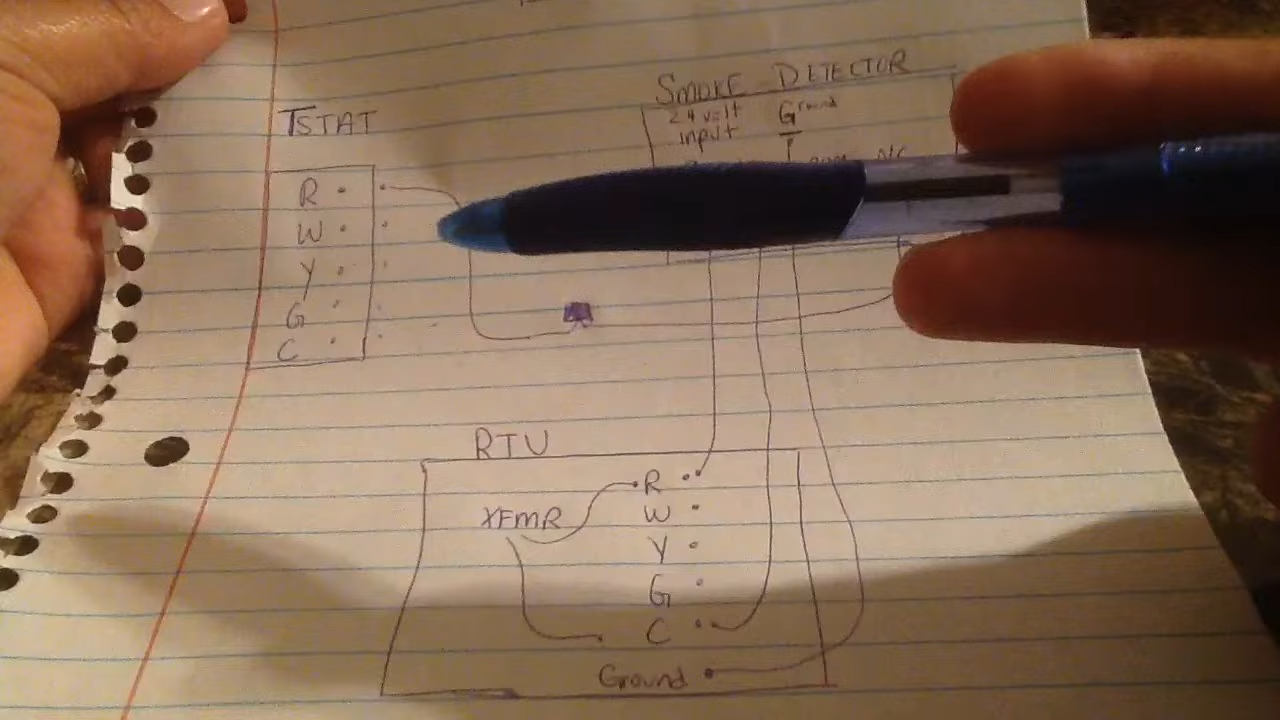 SMOKE DETECTOR
24 volt Ground
input
TSTAT
R
W
Y
G
C
RTU
XFMR
R
W
Y
G
C
Ground